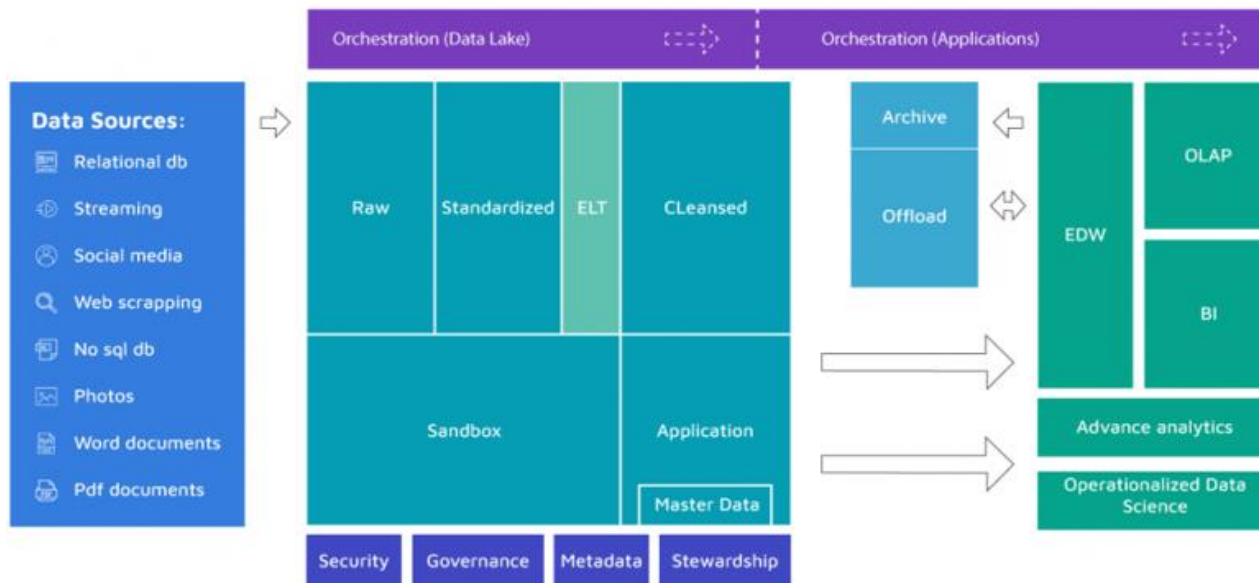 Orchestration (Data Lake)
Orchestration (Applications)
Data Sources:
Relational db
Streaming
Social media
Web scrapping
No sql db
Photos
Word documents
Pdf documents
Raw
Standardized
ELT
CLeansed
Sandbox
Application
Master Data
Security
Governance
Metadata
Stewardship
Archive
Offload
EDW
OLAP
BI
Advance analytics
Operationalized Data
Science